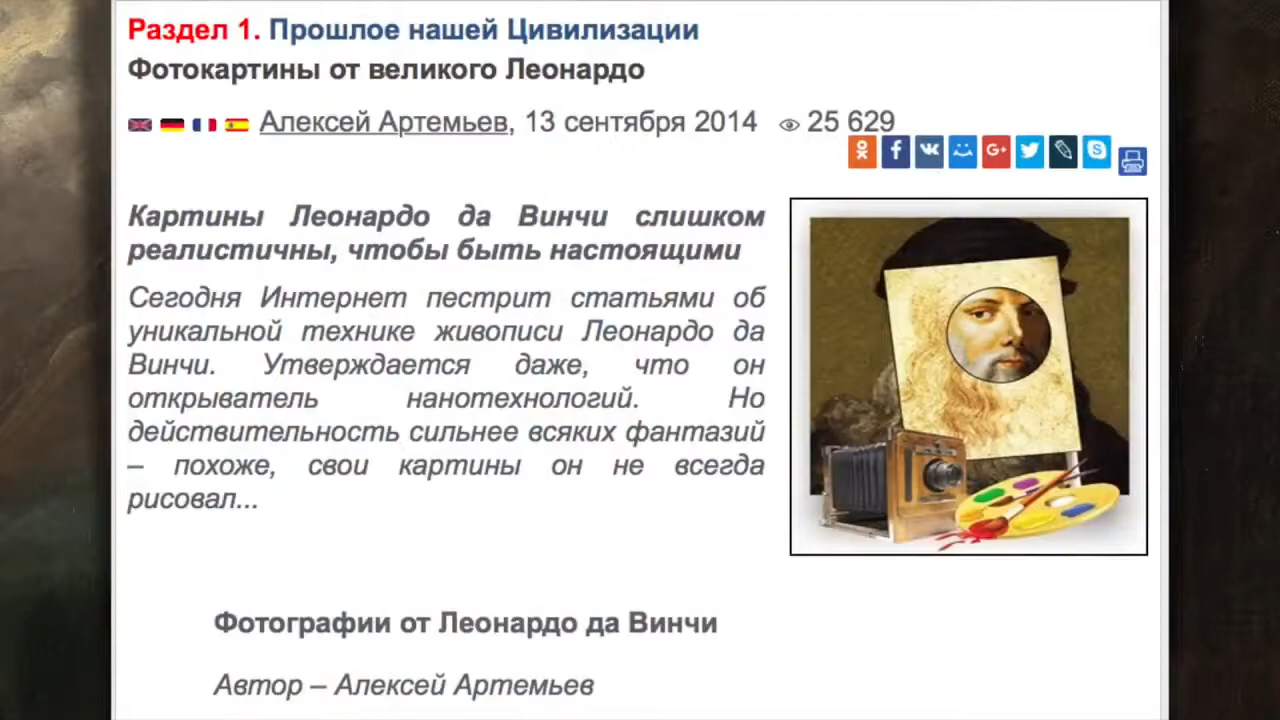 Раздел 1. Прошлое нашей Цивилизации
Фотокартины от великого Леонардо
Алексей Артемьев, 13 сентября 2014 25 629
Картины Леонардо да Винчи слишком
реалистичны, чтобы быть настоящими
Сегодня Интернет пестрит статьями об
уникальной технике живописи Леонардо да
Винчи. Утверждается даже, что он
открыватель нанотехнологий. Но
действительность сильнее всяких фантазий
– похоже, свои картины он не всегда
рисовал...
Фотографии от Леонардо да Винчи
Автор – Алексей Артемьев